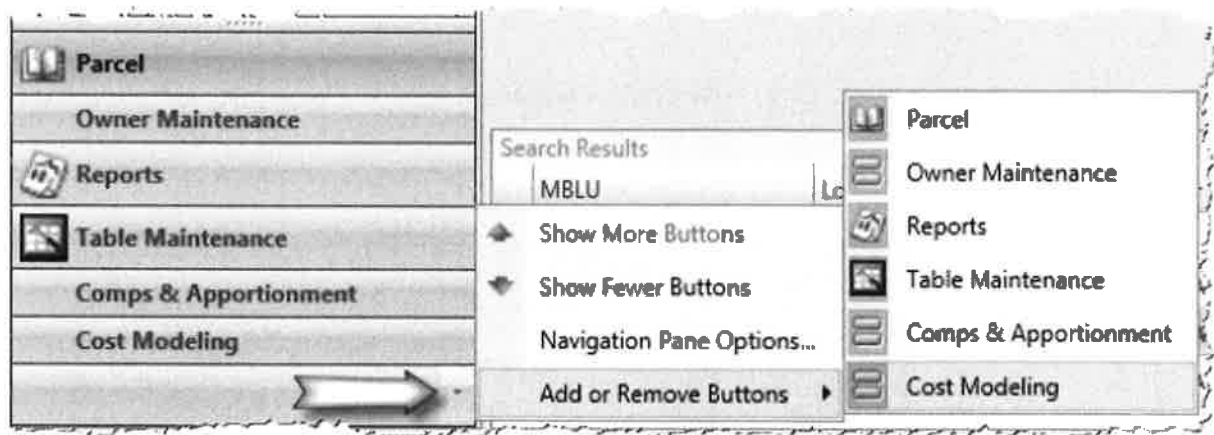 Parcel
Owner Maintenance
Reports
Table Maintenance
Comps & Apportionment
Cost Modeling
Search Results
MBLU
Show More Buttons
Show Fewer Buttons
Navigation Pane Options...
Add or Remove Buttons
Parcel
Owner Maintenance
Reports
Table Maintenance
Comps & Apportionment
Cost Modeling